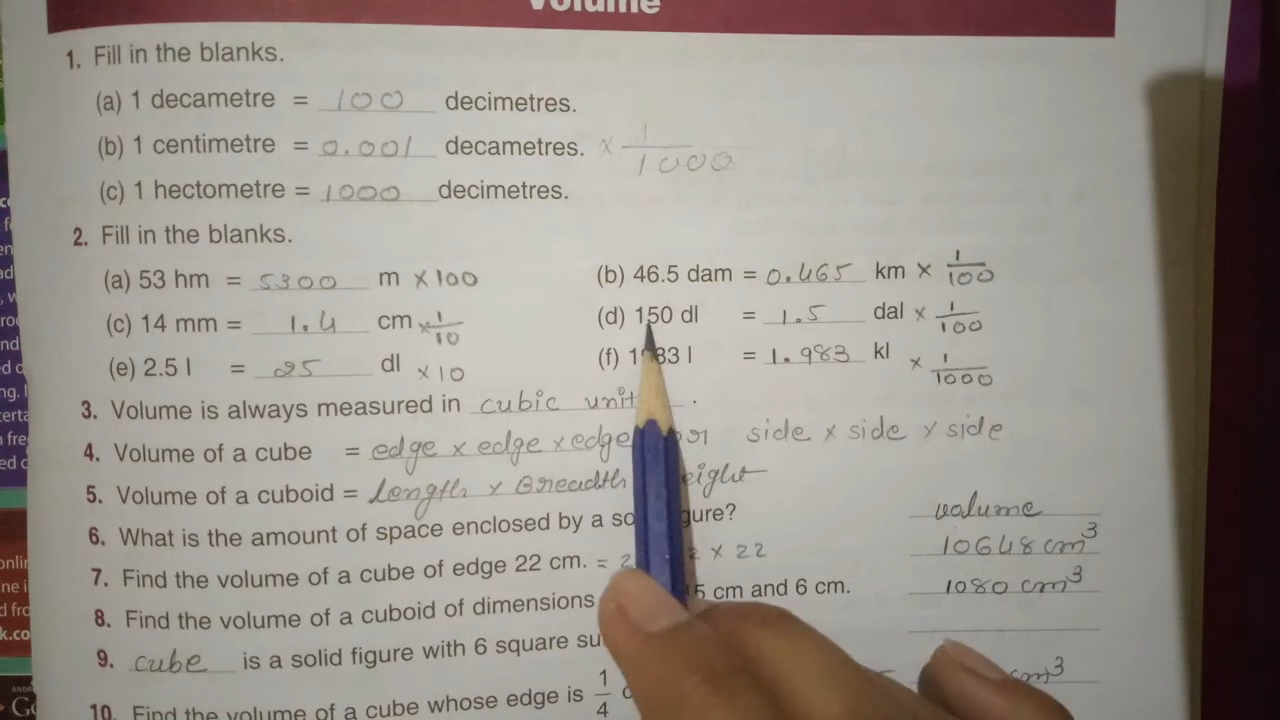 Volume
1. Fill in the blanks.
(a) 1 decametre = 100 decimetres.
(b) 1 centimetre = 0.001 decametres. × 1/1000
(c) 1 hectometre = 1000 decimetres.
2. Fill in the blanks.
(a) 53 hm = 5300 m ×100
(b) 46.5 dam = 0.465 km × 1/100
(c) 14 mm = 1.4 cm × 1/10
(d) 150 dl = 1.5 dal × 1/100
(e) 2.5 l = 25 dl ×10
(f) 1983 l = 1.983 kl × 1/1000
3. Volume is always measured in cubic unit .
4. Volume of a cube = edge × edge × edge or side × side × side
5. Volume of a cuboid = length × Breadth eight
6. What is the amount of space enclosed by a so gure? volume
7. Find the volume of a cube of edge 22 cm. = 2 × 22 10648 cm³
8. Find the volume of a cuboid of dimensions 5 cm and 6 cm. 1080 cm³
9. cube is a solid figure with 6 square su
10. Find the volume of a cube whose edge is 1/4 cm³